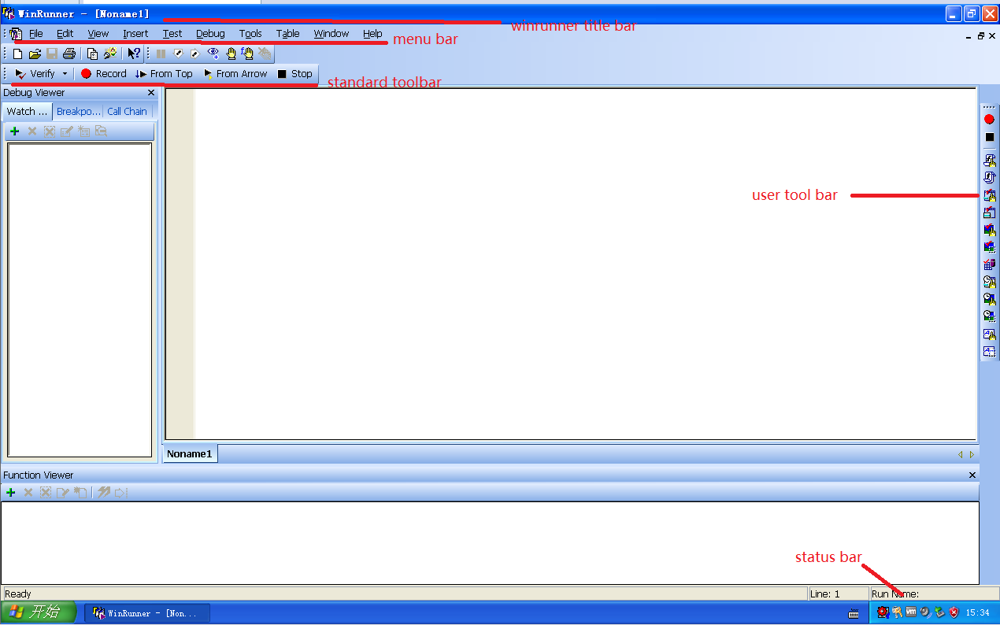 WinRunner - [Noname1]
winrunner title bar
File Edit View Insert Test Debug Tools Table Window Help
menu bar
Verify Record From Top From Arrow Stop
standard toolbar
Debug Viewer
Watch ... Breakpo... Call Chain
user tool bar
Noname1
Function Viewer
status bar
Ready Line: 1 Run Name:
开始 WinRunner - [Non... 15:34